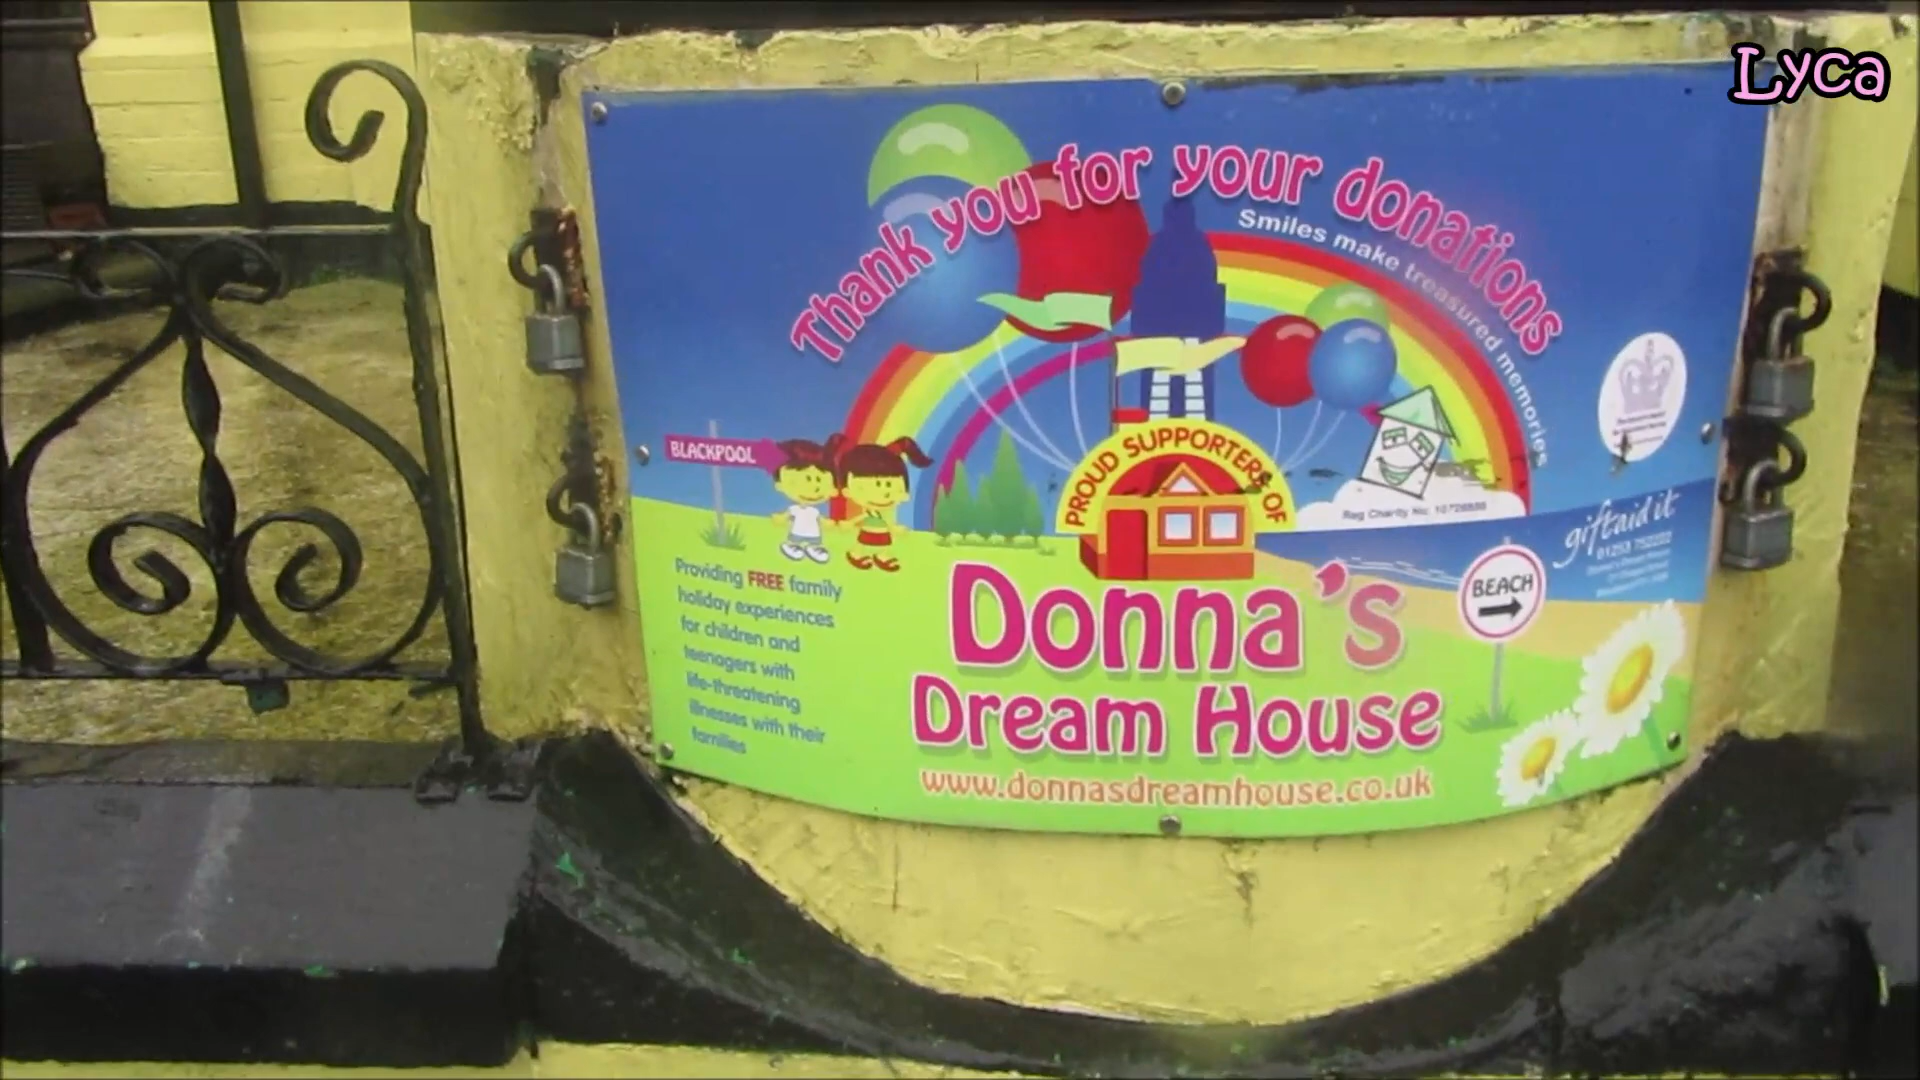 Lyca
Thank you for your donations
Smiles make treasured memories
BLACKPOOL
PROUD SUPPORTERS OF
giftaid it
BEACH
Providing FREE family
holiday experiences
for children and
teenagers with
life-threatening
illnesses with their
families
Donna's
Dream House
www.donnasdreamhouse.co.uk